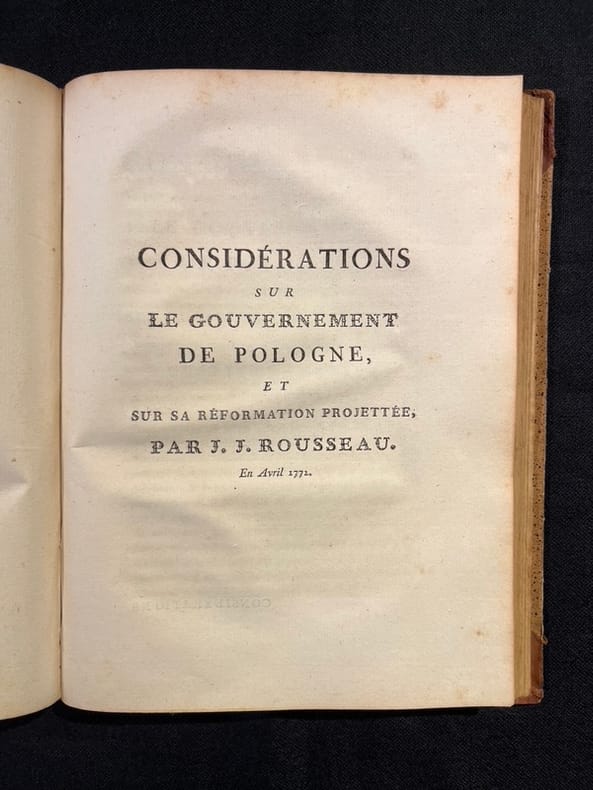 CONSIDÉRATIONS
SUR
LE GOUVERNEMENT
DE POLOGNE,
ET
SUR SA RÉFORMATION PROJETTÉE,
PAR J. J. ROUSSEAU.
En Avril 1772.